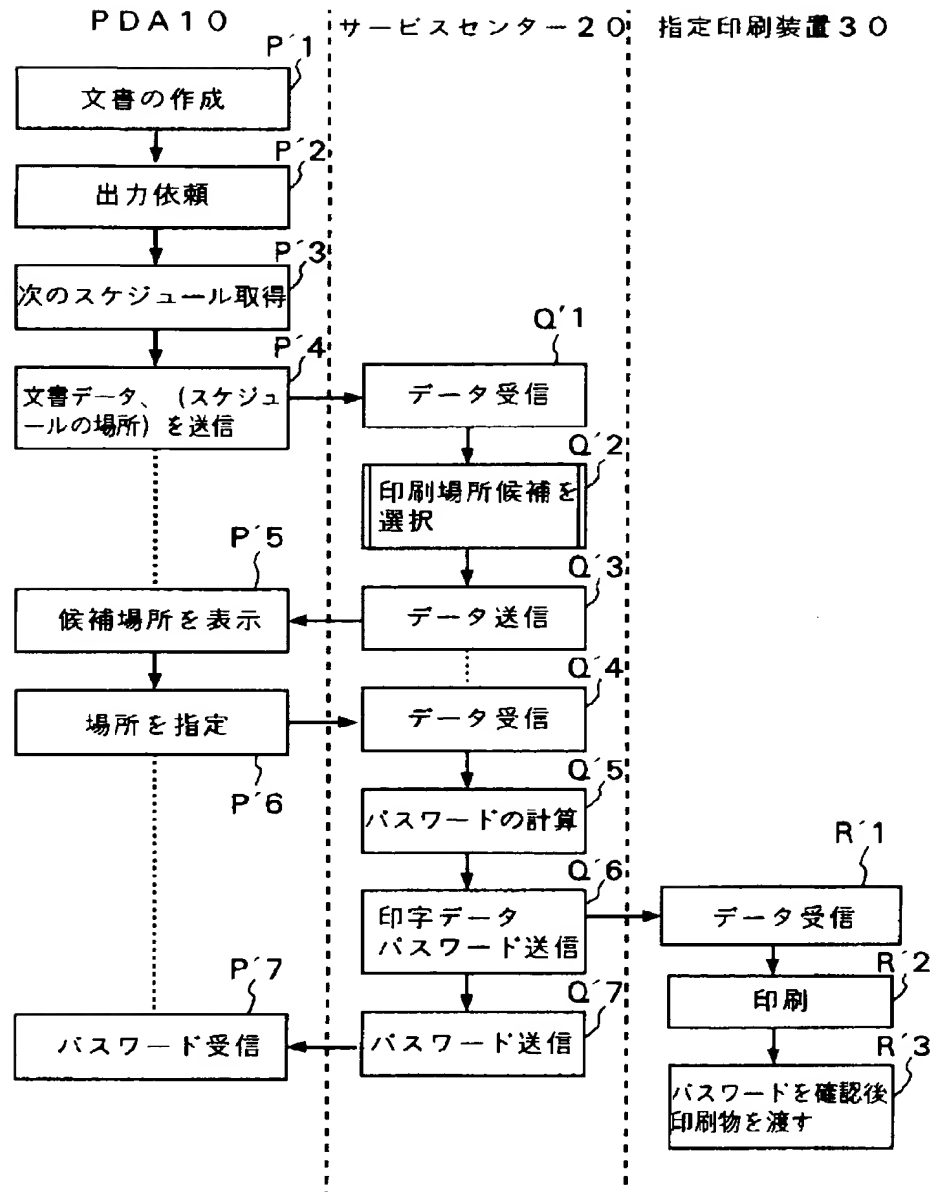 PDA10
サービスセンター20
指定印刷装置30
P´1
文書の作成
P´2
出力依頼
P´3
次のスケジュール取得
P´4
文書データ、(スケジュ
ールの場所)を送信
Q´1
データ受信
Q´2
印刷場所候補を
選択
Q´3
データ送信
P´5
候補場所を表示
P´6
場所を指定
Q´4
データ受信
Q´5
パスワードの計算
Q´6
印字データ
パスワード送信
R´1
データ受信
R´2
印刷
Q´7
パスワード送信
P´7
パスワード受信
R´3
パスワードを確認後
印刷物を渡す